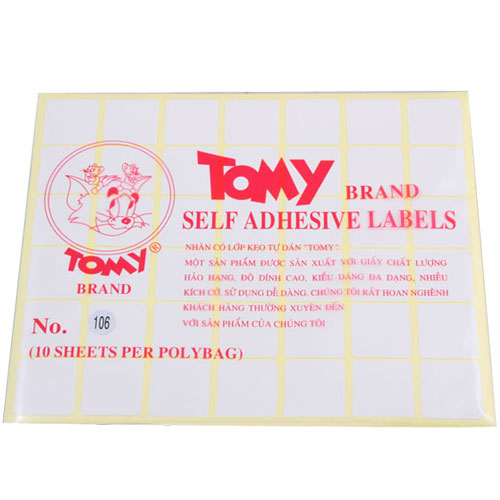 TOMY BRAND
SELF ADHESIVE LABELS
NHÃN CÓ LỚP KEO TỰ DÁN "TOMY".
MỘT SẢN PHẨM ĐƯỢC SẢN XUẤT VỚI GIẤY CHẤT LƯỢNG
HẢO HẠNG, ĐỘ DÍNH CAO, KIỂU DÁNG ĐA DẠNG, NHIỀU
KÍCH CỠ, SỬ DỤNG DỄ DÀNG. CHÚNG TÔI RẤT HOAN NGHÊNH
KHÁCH HÀNG THƯỜNG XUYÊN ĐẾN
VỚI SẢN PHẨM CỦA CHÚNG TÔI
TOMY®
BRAND
No. 106
(10 SHEETS PER POLYBAG)